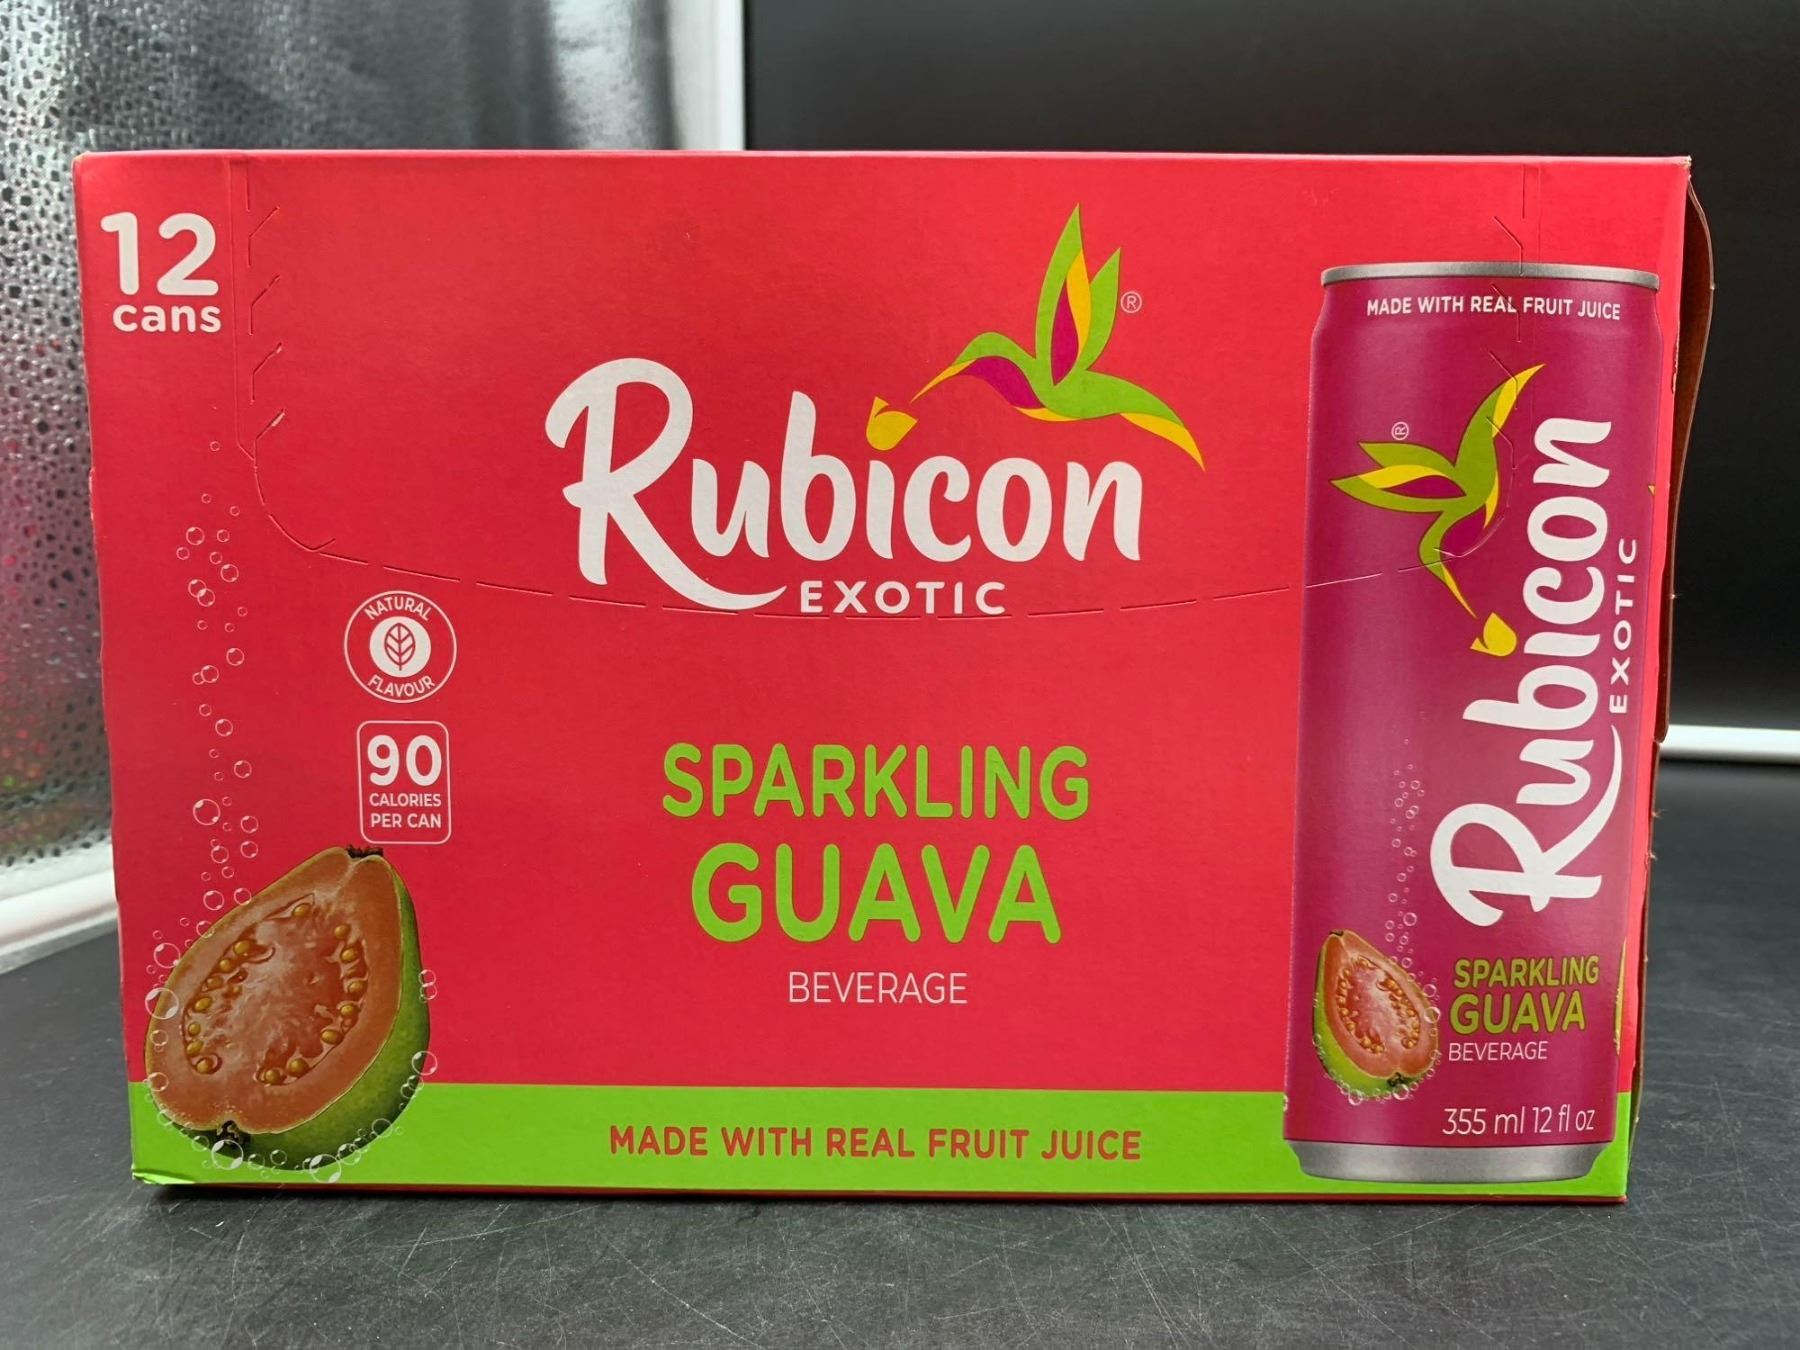 12
cans
Rubicon
®
EXOTIC
NATURAL
FLAVOUR
90
CALORIES
PER CAN
SPARKLING
GUAVA
BEVERAGE
MADE WITH REAL FRUIT JUICE
MADE WITH REAL FRUIT JUICE
®
Rubicon
EXOTIC
SPARKLING
GUAVA
BEVERAGE
355 ml 12 fl oz